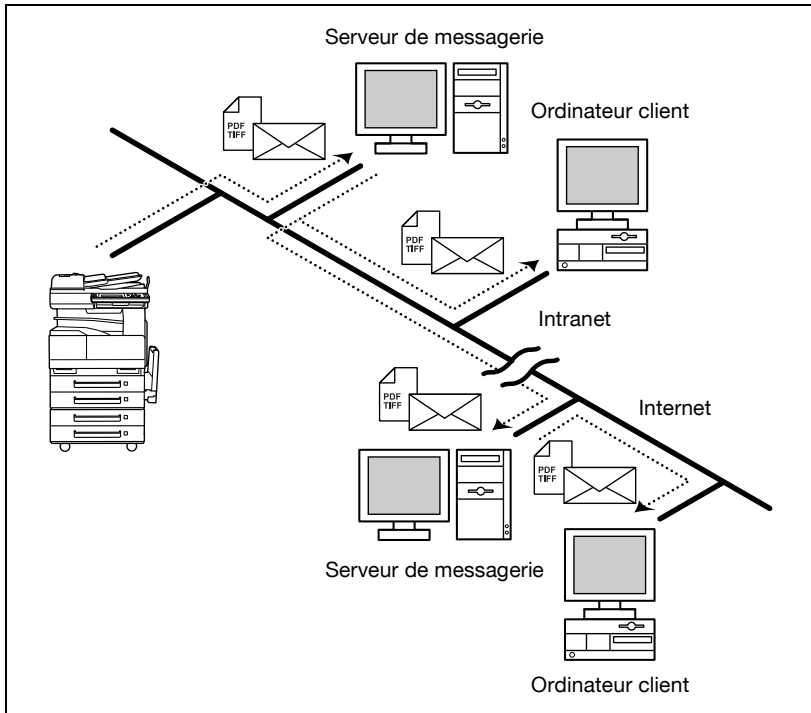 Serveur de messagerie
Ordinateur client
PDF
TIFF
PDF
TIFF
Intranet
PDF
TIFF
Internet
PDF
TIFF
Serveur de messagerie
Ordinateur client